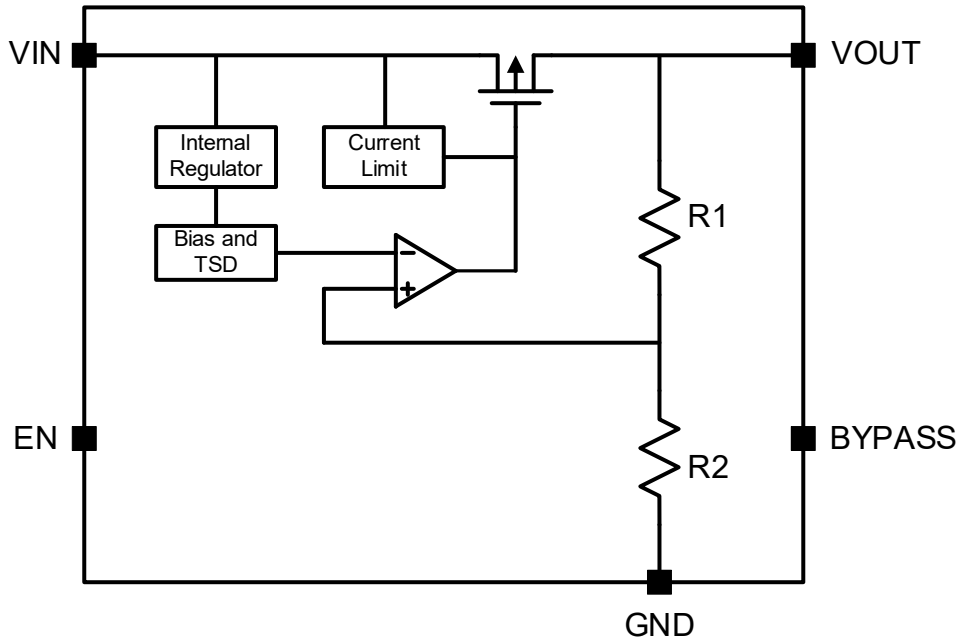 VIN
VOUT
Internal
Regulator
Current
Limit
R1
Bias and
TSD
−
+
EN
BYPASS
R2
GND